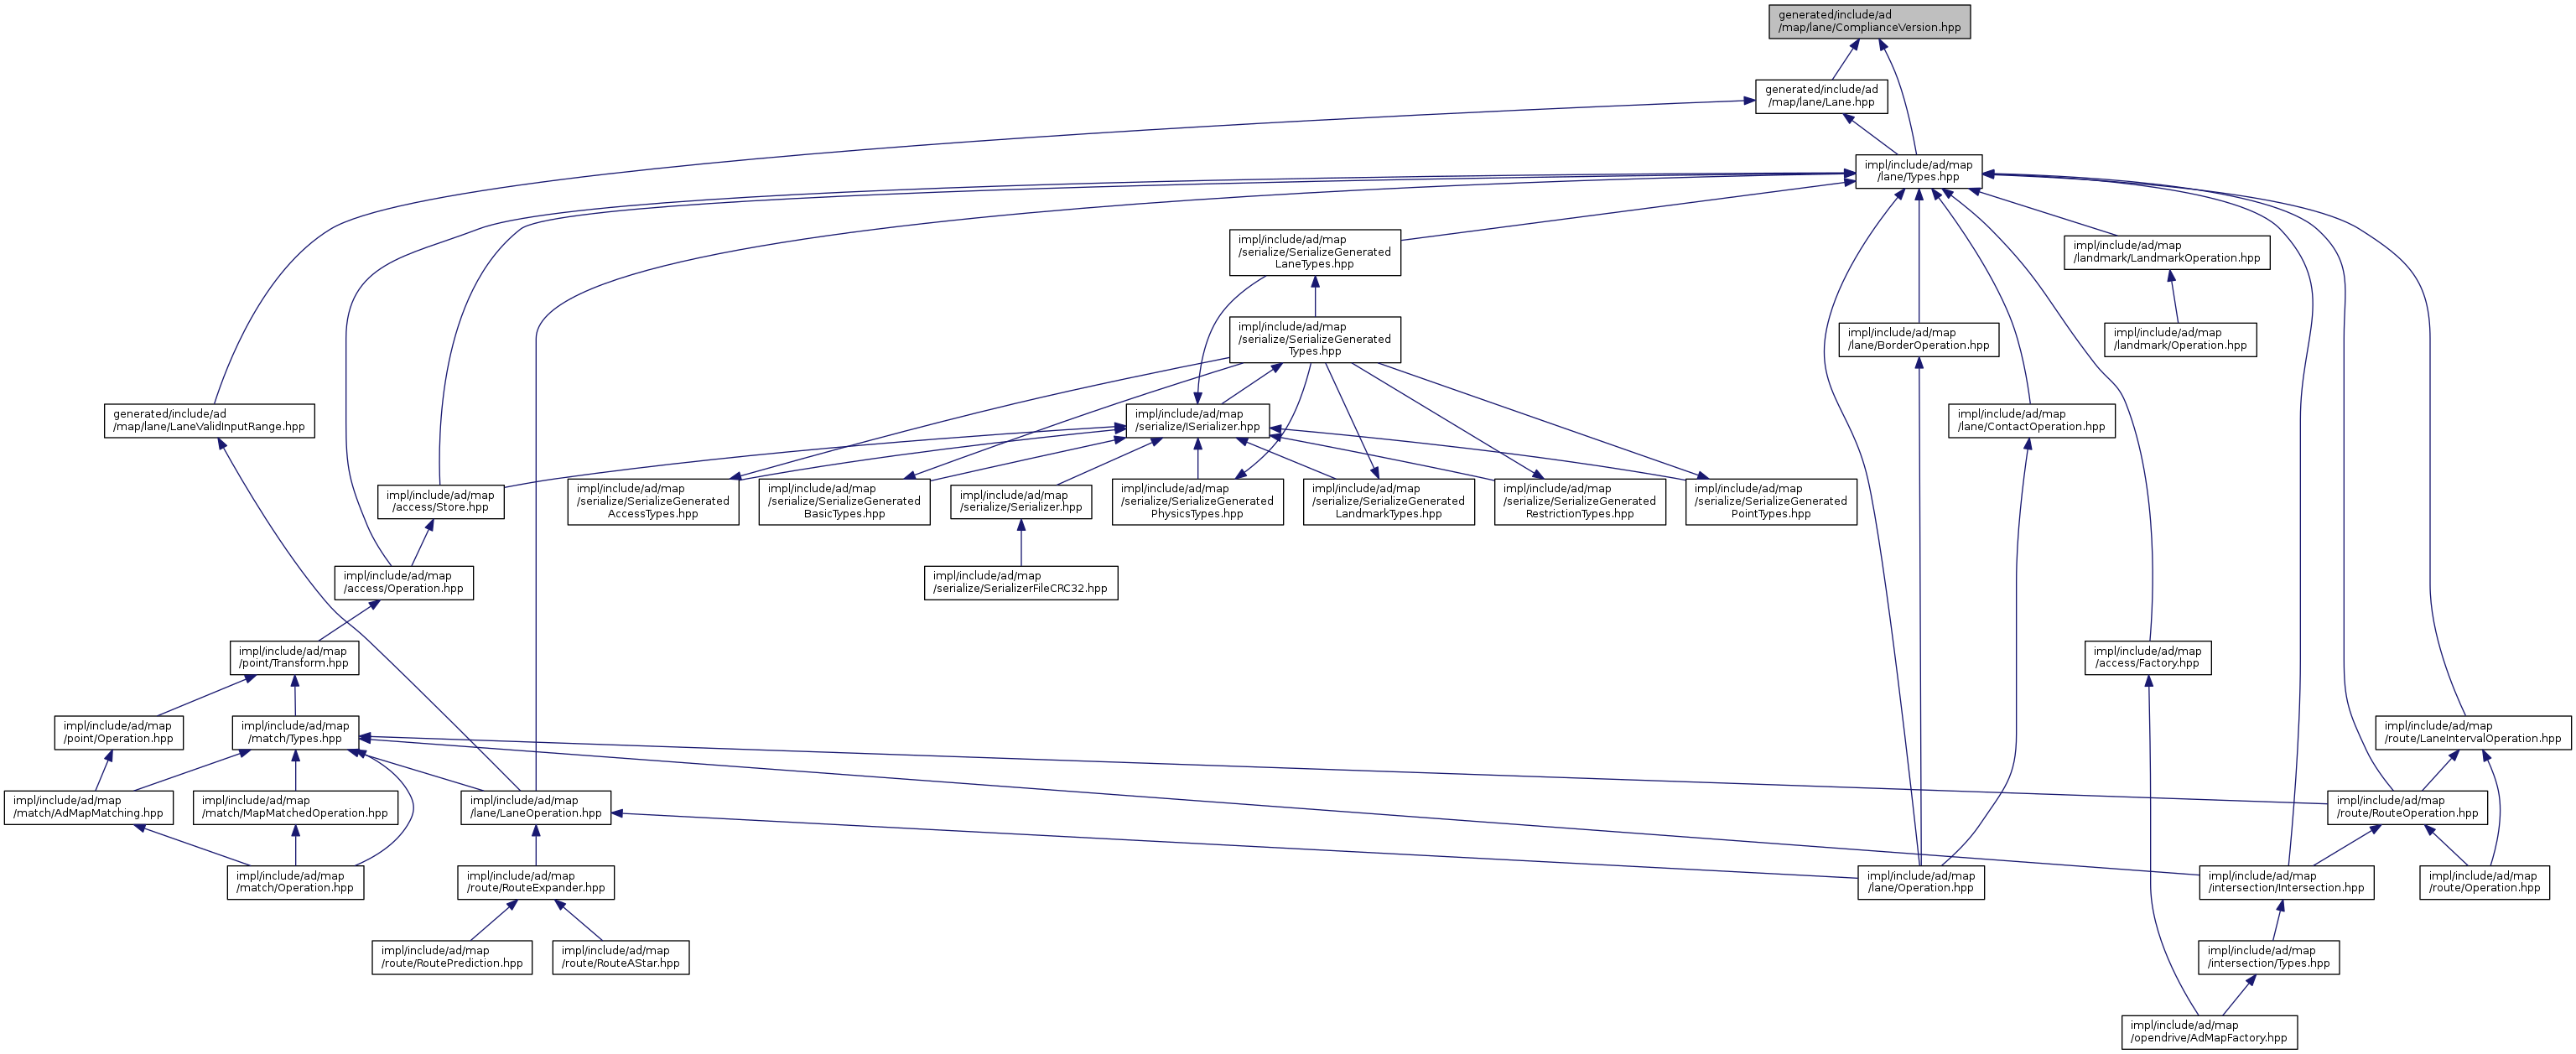 generated/include/ad
/map/lane/ComplianceVersion.hpp
generated/include/ad
/map/lane/Lane.hpp
impl/include/ad/map
/lane/Types.hpp
impl/include/ad/map
/serialize/SerializeGenerated
LaneTypes.hpp
impl/include/ad/map
/landmark/LandmarkOperation.hpp
impl/include/ad/map
/serialize/SerializeGenerated
Types.hpp
impl/include/ad/map
/lane/BorderOperation.hpp
impl/include/ad/map
/landmark/Operation.hpp
generated/include/ad
/map/lane/LaneValidInputRange.hpp
impl/include/ad/map
/serialize/ISerializer.hpp
impl/include/ad/map
/lane/ContactOperation.hpp
impl/include/ad/map
/access/Store.hpp
impl/include/ad/map
/serialize/SerializeGenerated
AccessTypes.hpp
impl/include/ad/map
/serialize/SerializeGenerated
BasicTypes.hpp
impl/include/ad/map
/serialize/Serializer.hpp
impl/include/ad/map
/serialize/SerializeGenerated
PhysicsTypes.hpp
impl/include/ad/map
/serialize/SerializeGenerated
LandmarkTypes.hpp
impl/include/ad/map
/serialize/SerializeGenerated
RestrictionTypes.hpp
impl/include/ad/map
/serialize/SerializeGenerated
PointTypes.hpp
impl/include/ad/map
/access/Operation.hpp
impl/include/ad/map
/serialize/SerializerFileCRC32.hpp
impl/include/ad/map
/point/Transform.hpp
impl/include/ad/map
/access/Factory.hpp
impl/include/ad/map
/point/Operation.hpp
impl/include/ad/map
/match/Types.hpp
impl/include/ad/map
/route/LaneIntervalOperation.hpp
impl/include/ad/map
/match/AdMapMatching.hpp
impl/include/ad/map
/match/MapMatchedOperation.hpp
impl/include/ad/map
/lane/LaneOperation.hpp
impl/include/ad/map
/route/RouteOperation.hpp
impl/include/ad/map
/match/Operation.hpp
impl/include/ad/map
/route/RouteExpander.hpp
impl/include/ad/map
/lane/Operation.hpp
impl/include/ad/map
/intersection/Intersection.hpp
impl/include/ad/map
/route/Operation.hpp
impl/include/ad/map
/route/RoutePrediction.hpp
impl/include/ad/map
/route/RouteAStar.hpp
impl/include/ad/map
/intersection/Types.hpp
impl/include/ad/map
/opendrive/AdMapFactory.hpp